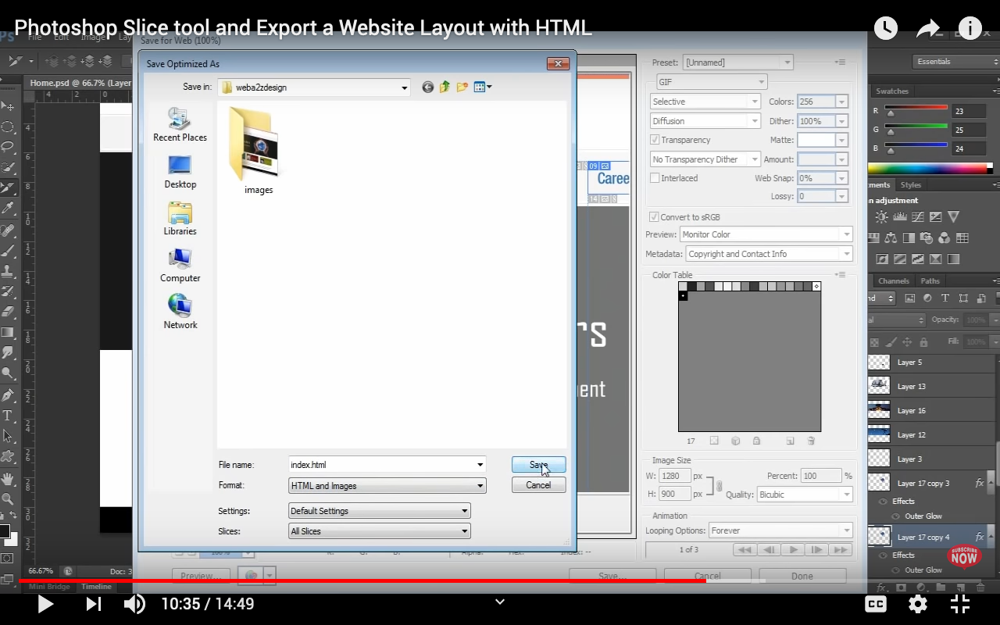 Photoshop Slice tool and Export a Website Layout with HTML
File Edit Image Lay
Save for Web (100%)
Save Optimized As
Save in: weba2zdesign
Recent Places
Desktop
Libraries
Computer
Network
images
File name: index.html
Save
Format: HTML and Images
Cancel
Settings: Default Settings
Slices: All Slices
Home.psd @ 66.7% (Layer
4 2 0
Preset: [Unnamed]
GIF
Selective
Colors: 256
Diffusion
Dither: 100%
Transparency
Matte:
No Transparency Dither
Amount:
Interlaced
Web Snap: 0%
Lossy: 0
Convert to sRGB
Preview: Monitor Color
Metadata: Copyright and Contact Info
Color Table
17
Image Size
W: 1280 px
Percent: 100 %
H: 900 px
Quality: Bicubic
Animation
Looping Options: Forever
1 of 3
09
Caree
14
rs
ent
Preview...
Save...
Cancel
Done
Essentials
Swatches
R 23
G 25
B 24
ments Styles
n adjustment
Channels Paths
nd
al
Opacity: 100%
Fill: 100%
Layer 5
Layer 13
Layer 16
Layer 12
Layer 3
Layer 17 copy 3 fx
Effects
Outer Glow
Layer 17 copy 4 fx
Effects
Outer Glow
SUBSCRIBE
NOW
66.67% Doc: 3
Mini Bridge Timeline
10:35 / 14:49
CC